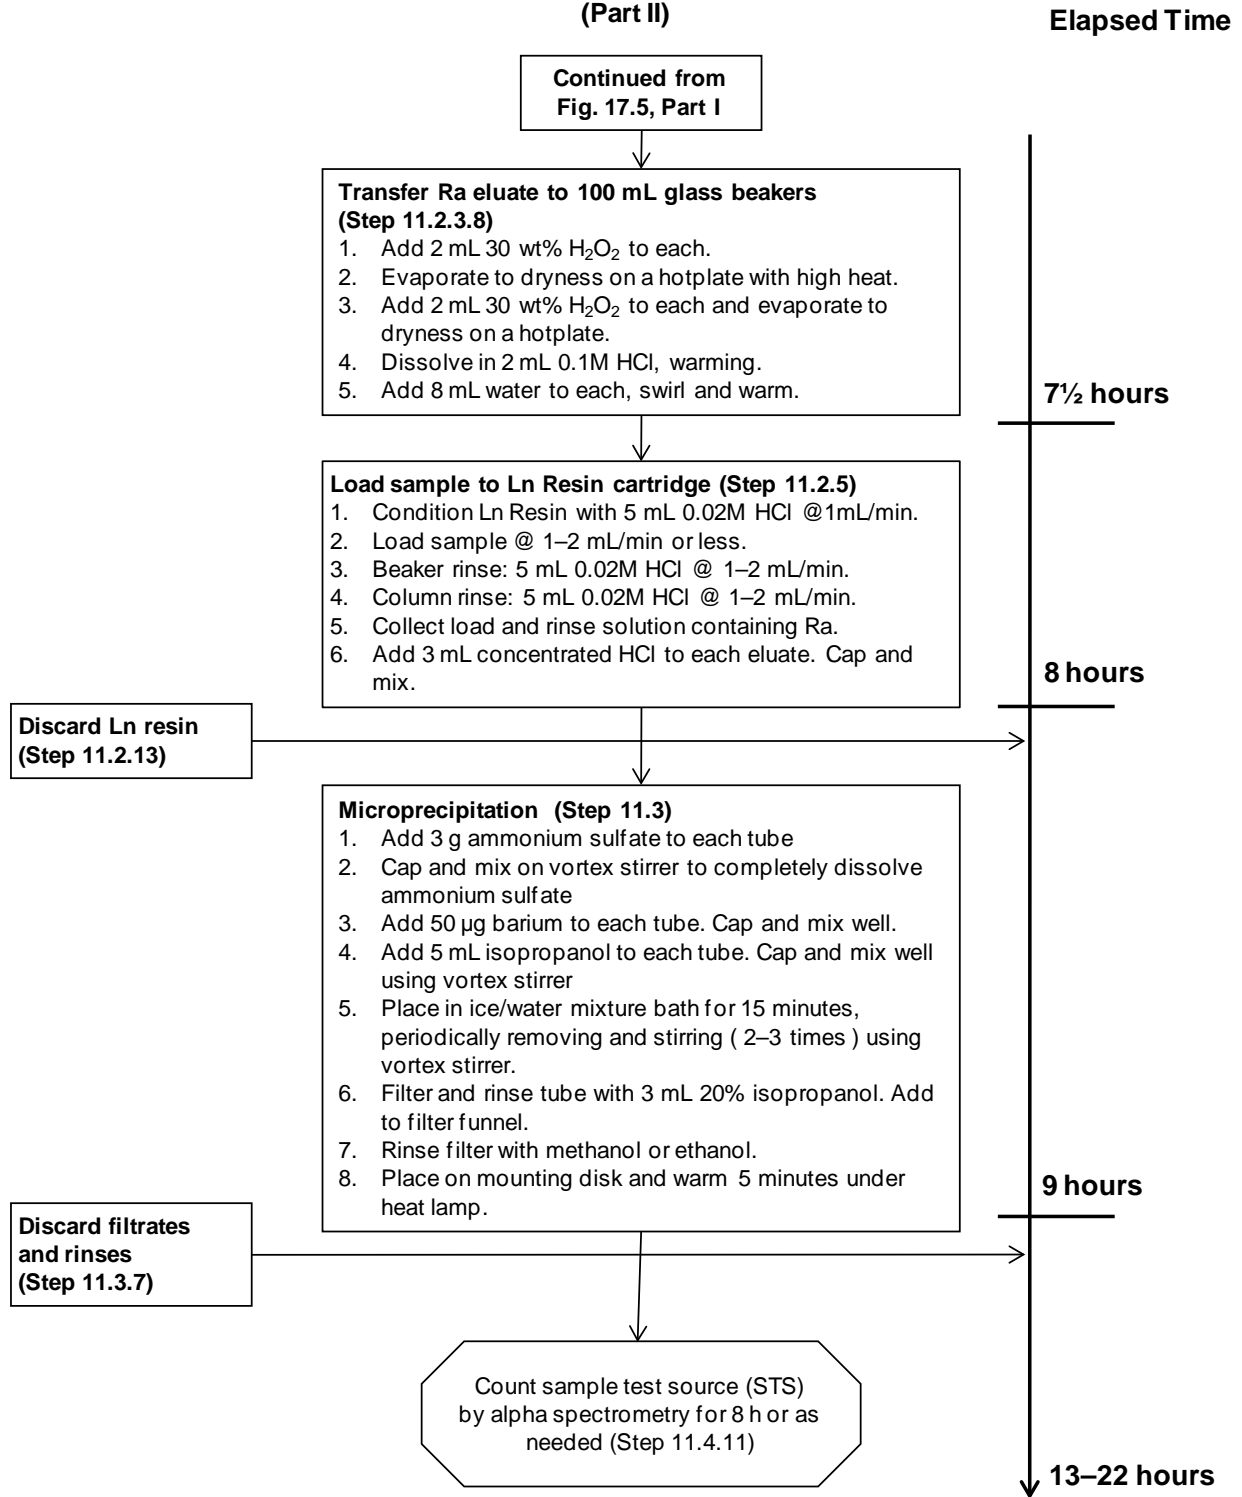 (Part II)
Elapsed Time
Continued from
Fig. 17.5, Part I
Transfer Ra eluate to 100 mL glass beakers
(Step 11.2.3.8)
1. Add 2 mL 30 wt% H₂O₂ to each.
2. Evaporate to dryness on a hotplate with high heat.
3. Add 2 mL 30 wt% H₂O₂ to each and evaporate to
dryness on a hotplate.
4. Dissolve in 2 mL 0.1M HCl, warming.
5. Add 8 mL water to each, swirl and warm.
7½ hours
Load sample to Ln Resin cartridge (Step 11.2.5)
1. Condition Ln Resin with 5 mL 0.02M HCl @1mL/min.
2. Load sample @ 1–2 mL/min or less.
3. Beaker rinse: 5 mL 0.02M HCl @ 1–2 mL/min.
4. Column rinse: 5 mL 0.02M HCl @ 1–2 mL/min.
5. Collect load and rinse solution containing Ra.
6. Add 3 mL concentrated HCl to each eluate. Cap and
mix.
8 hours
Discard Ln resin
(Step 11.2.13)
Microprecipitation (Step 11.3)
1. Add 3 g ammonium sulfate to each tube
2. Cap and mix on vortex stirrer to completely dissolve
ammonium sulfate
3. Add 50 µg barium to each tube. Cap and mix well.
4. Add 5 mL isopropanol to each tube. Cap and mix well
using vortex stirrer
5. Place in ice/water mixture bath for 15 minutes,
periodically removing and stirring ( 2–3 times ) using
vortex stirrer.
6. Filter and rinse tube with 3 mL 20% isopropanol. Add
to filter funnel.
7. Rinse filter with methanol or ethanol.
8. Place on mounting disk and warm 5 minutes under
heat lamp.
9 hours
Discard filtrates
and rinses
(Step 11.3.7)
Count sample test source (STS)
by alpha spectrometry for 8 h or as
needed (Step 11.4.11)
13–22 hours